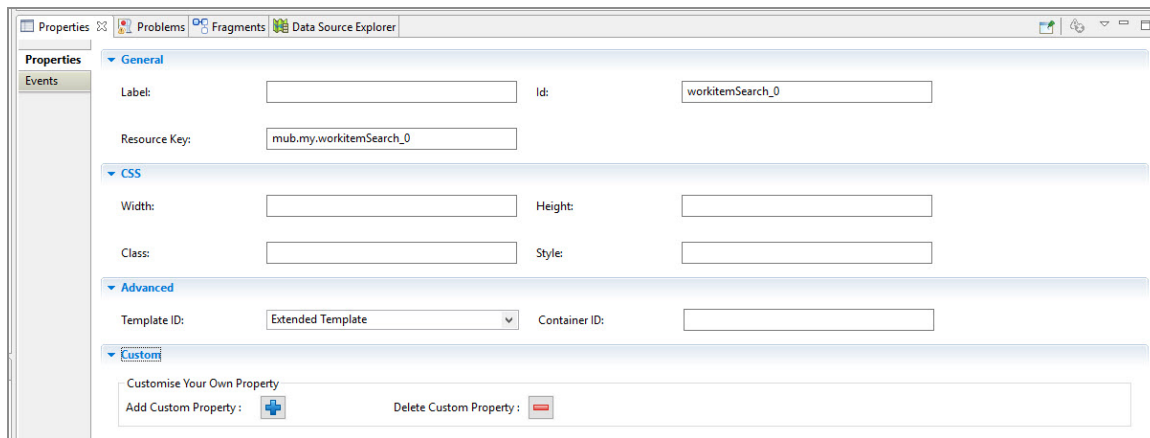 Properties Problems Fragments Data Source Explorer
Properties
Events
General
Label: Id: workitemSearch_0
Resource Key: mub.my.workitemSearch_0
CSS
Width: Height:
Class: Style:
Advanced
Template ID: Extended Template Container ID:
Custom
Customise Your Own Property
Add Custom Property : Delete Custom Property :